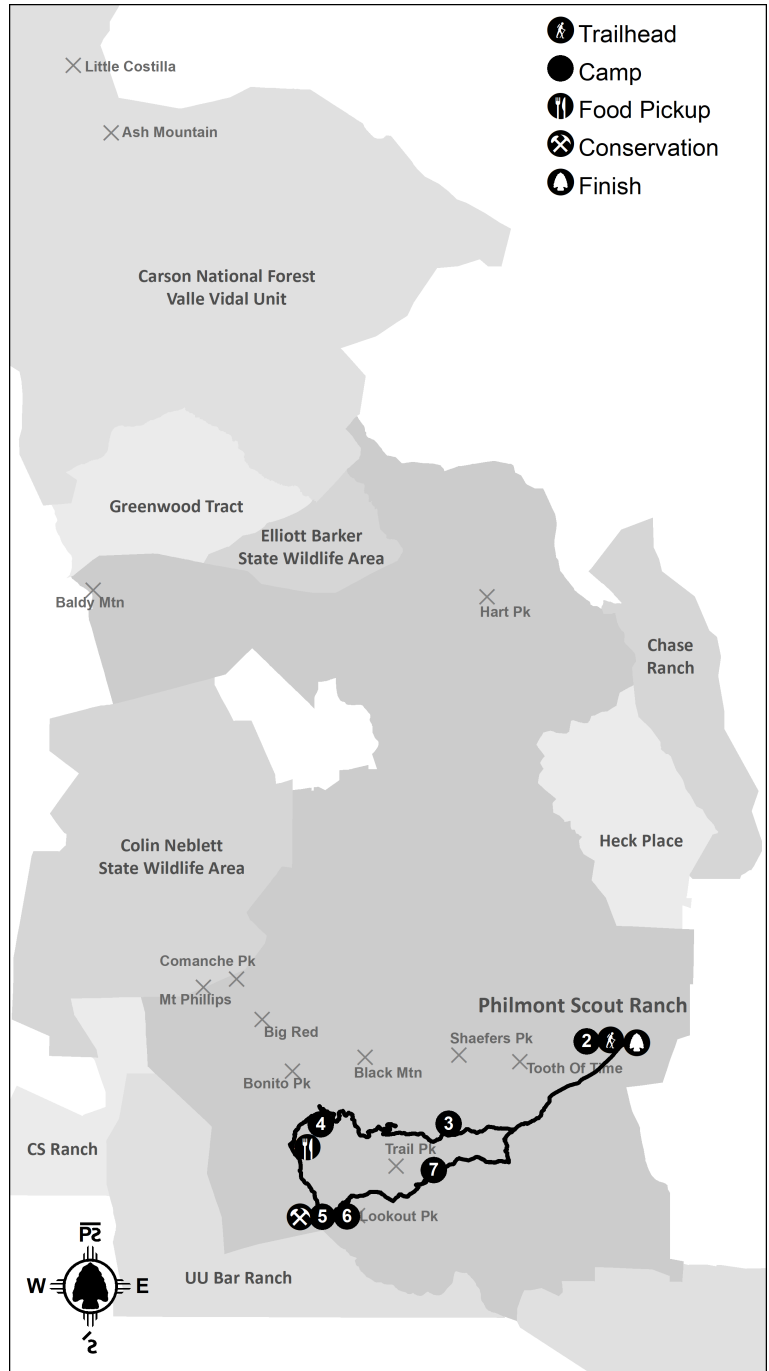 Trailhead
Camp
Food Pickup
Conservation
Finish
Little Costilla
Ash Mountain
Carson National Forest
Valle Vidal Unit
Greenwood Tract
Elliott Barker
State Wildlife Area
Baldy Mtn
Hart Pk
Chase
Ranch
Colin Neblett
State Wildlife Area
Heck Place
Comanche Pk
Mt Phillips
Big Red
Bonito Pk
Black Mtn
Shaefers Pk
Tooth Of Time
Philmont Scout Ranch
2
3
4
CS Ranch
Trail Pk
7
5
6
Lookout Pk
UU Bar Ranch
W
E